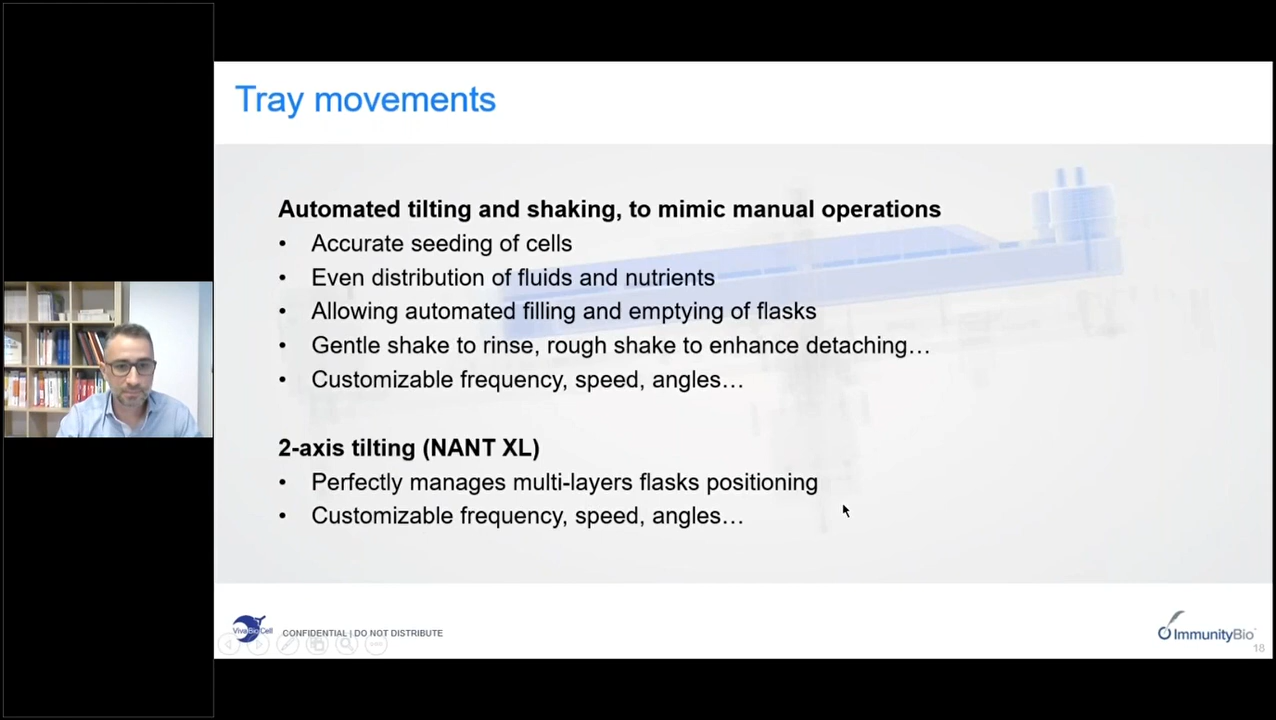 Tray movements
Automated tilting and shaking, to mimic manual operations
• Accurate seeding of cells
• Even distribution of fluids and nutrients
• Allowing automated filling and emptying of flasks
• Gentle shake to rinse, rough shake to enhance detaching…
• Customizable frequency, speed, angles…
2-axis tilting (NANT XL)
• Perfectly manages multi-layers flasks positioning
• Customizable frequency, speed, angles…
VivaBioCell
CONFIDENTIAL | DO NOT DISTRIBUTE
ImmunityBio
18